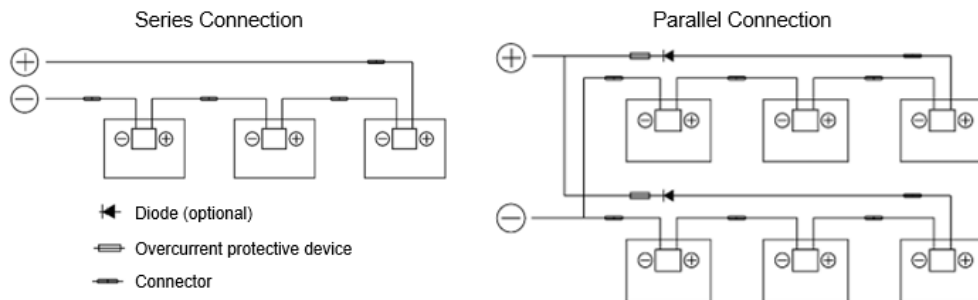 Series Connection
Parallel Connection
Diode (optional)
Overcurrent protective device
Connector